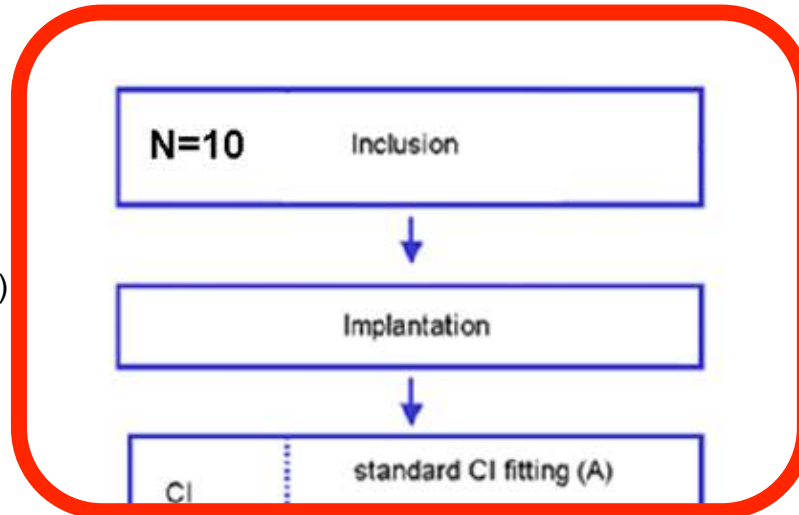 N=10 Inclusion
)
Implantation
standard CI fitting (A)
CI